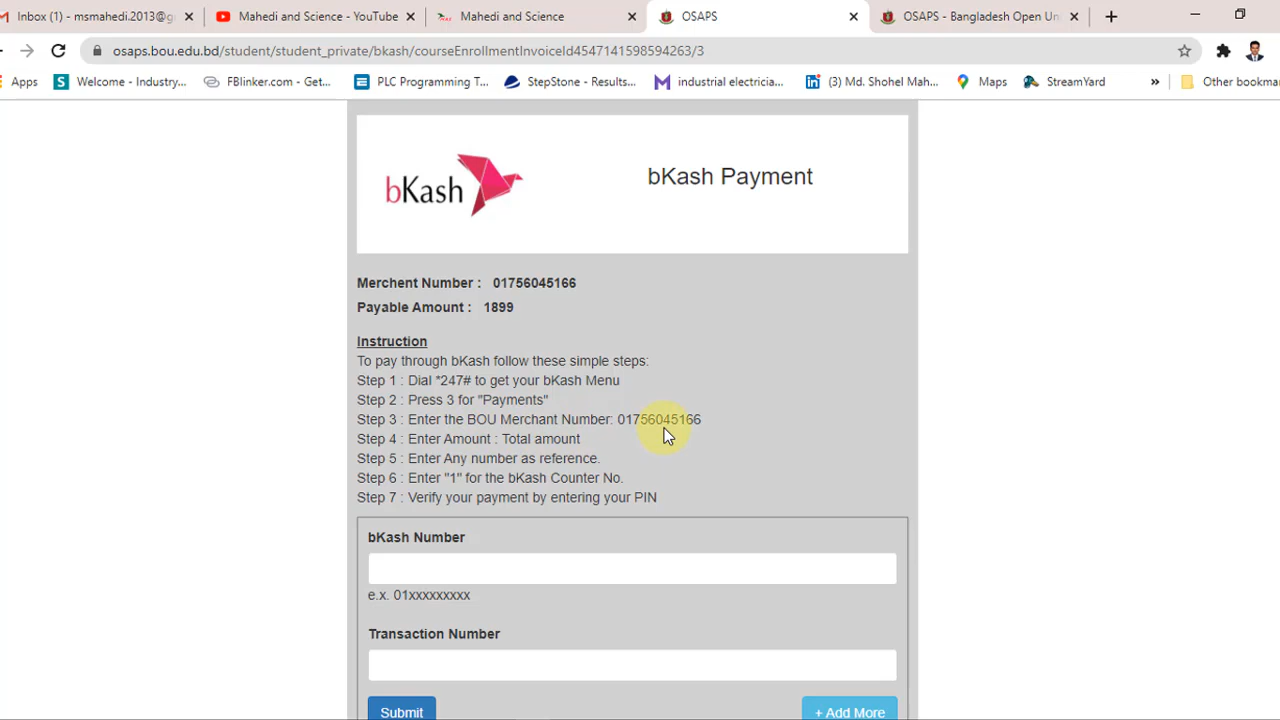 Inbox (1) - msmahedi.2013@g
Mahedi and Science - YouTube
Mahedi and Science
OSAPS
OSAPS - Bangladesh Open Un
osaps.bou.edu.bd/student/student_private/bkash/courseEnrollmentInvoiceId4547141598594263/3
Apps
Welcome - Industry...
FBlinker.com - Get...
PLC Programming T...
StepStone - Results...
industrial electricia...
(3) Md. Shohel Mah...
Maps
StreamYard
»
Other bookma
bKash
bKash Payment
Merchent Number : 01756045166
Payable Amount : 1899
Instruction
To pay through bKash follow these simple steps:
Step 1 : Dial *247# to get your bKash Menu
Step 2 : Press 3 for "Payments"
Step 3 : Enter the BOU Merchant Number: 01756045166
Step 4 : Enter Amount : Total amount
Step 5 : Enter Any number as reference.
Step 6 : Enter "1" for the bKash Counter No.
Step 7 : Verify your payment by entering your PIN
bKash Number
e.x. 01xxxxxxxxx
Transaction Number
Submit
+ Add More